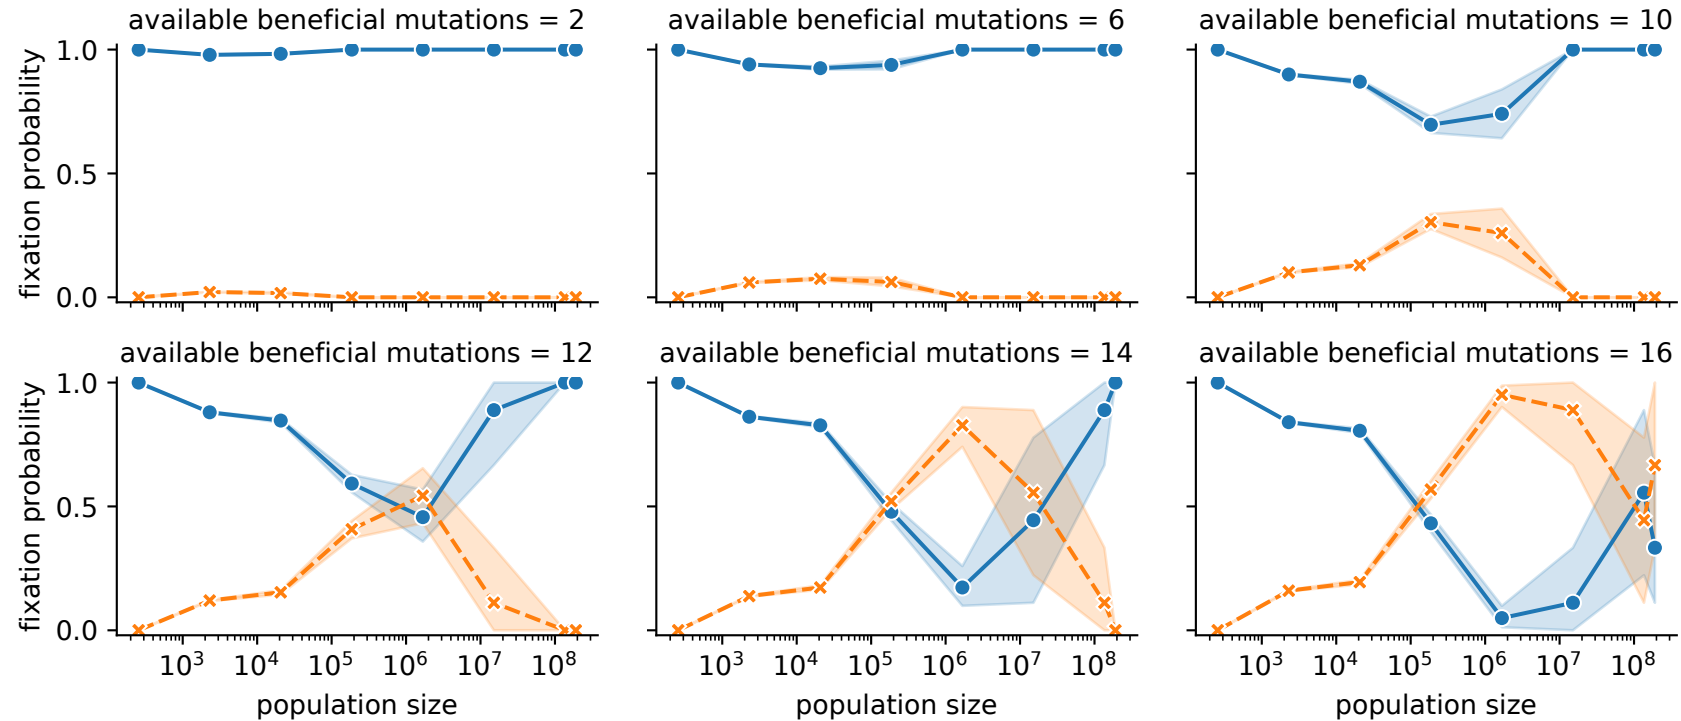 available beneficial mutations = 2
available beneficial mutations = 6
available beneficial mutations = 10
fixation probability
1.0
0.5
0.0
available beneficial mutations = 12
available beneficial mutations = 14
available beneficial mutations = 16
fixation probability
1.0
0.5
0.0
10³ 10⁴ 10⁵ 10⁶ 10⁷ 10⁸
10³ 10⁴ 10⁵ 10⁶ 10⁷ 10⁸
10³ 10⁴ 10⁵ 10⁶ 10⁷ 10⁸
population size
population size
population size